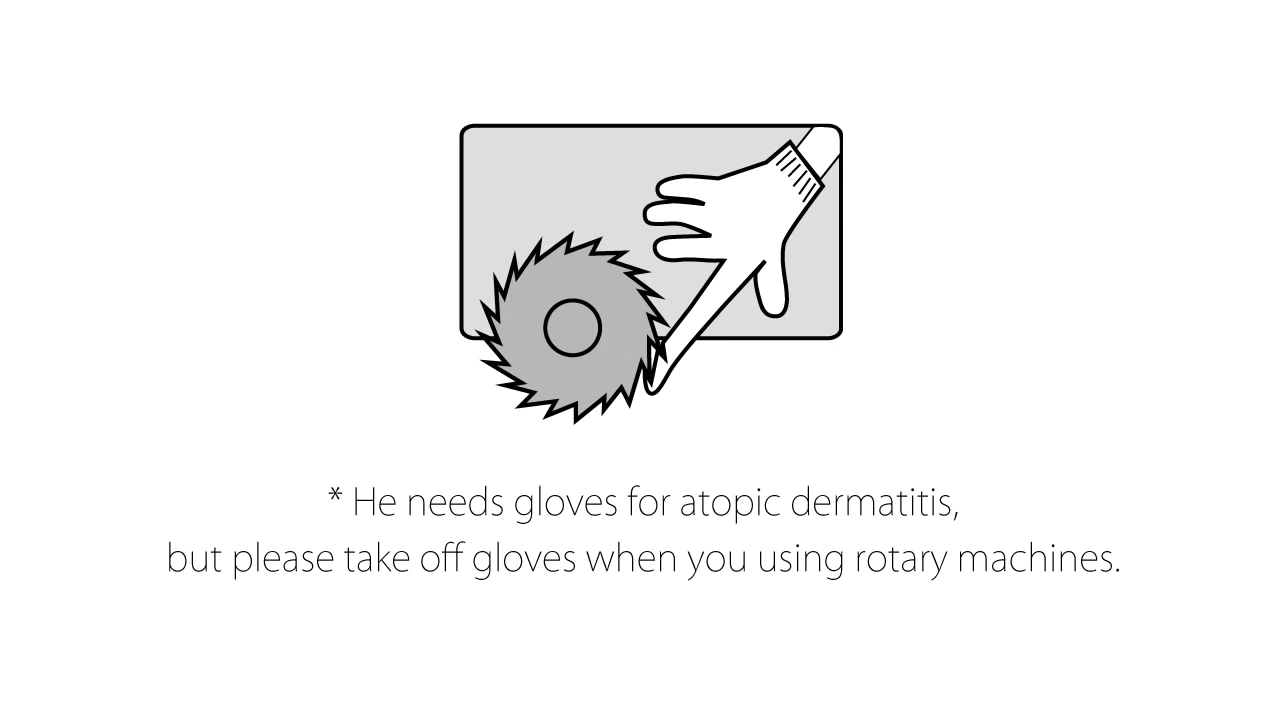 * He needs gloves for atopic dermatitis,
but please take off gloves when you using rotary machines.